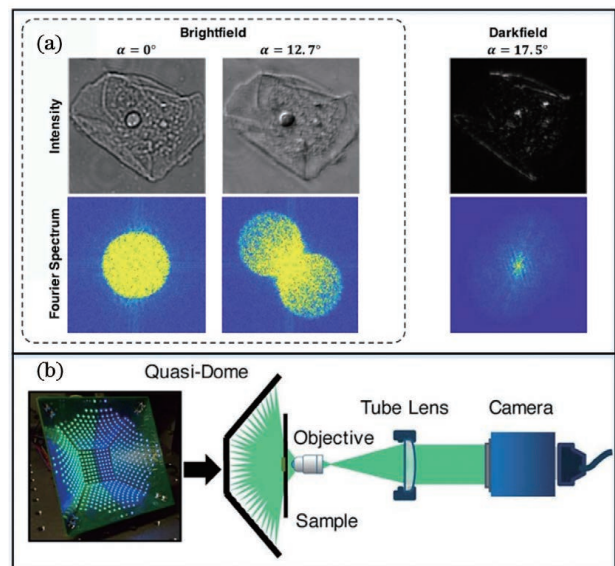 (a)
Brightfield
Darkfield
α = 0°
α = 12.7°
α = 17.5°
Intensity
Fourier Spectrum
(b)
Quasi-Dome
Tube Lens
Camera
Objective
Sample